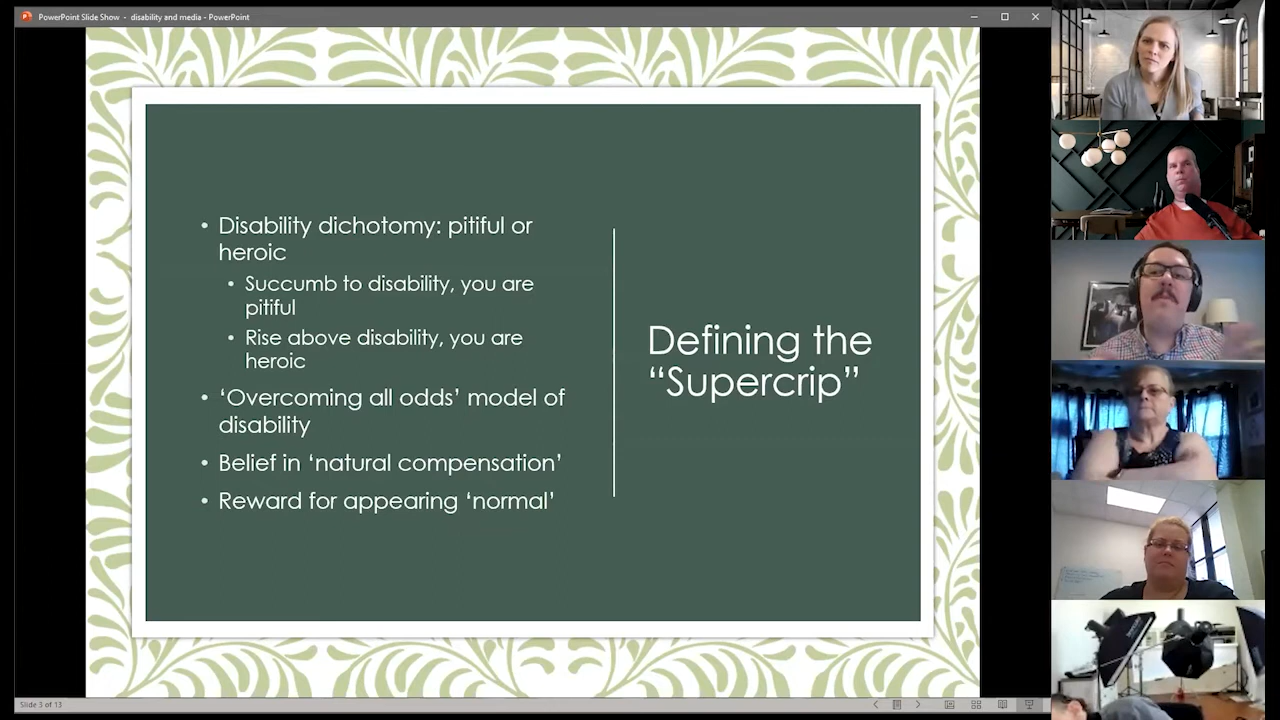 PowerPoint Slide Show - disability and media - PowerPoint
• Disability dichotomy: pitiful or
heroic
• Succumb to disability, you are
pitiful
• Rise above disability, you are
heroic
• ‘Overcoming all odds’ model of
disability
• Belief in ‘natural compensation’
• Reward for appearing ‘normal’
Defining the
“Supercrip”
Slide 3 of 13